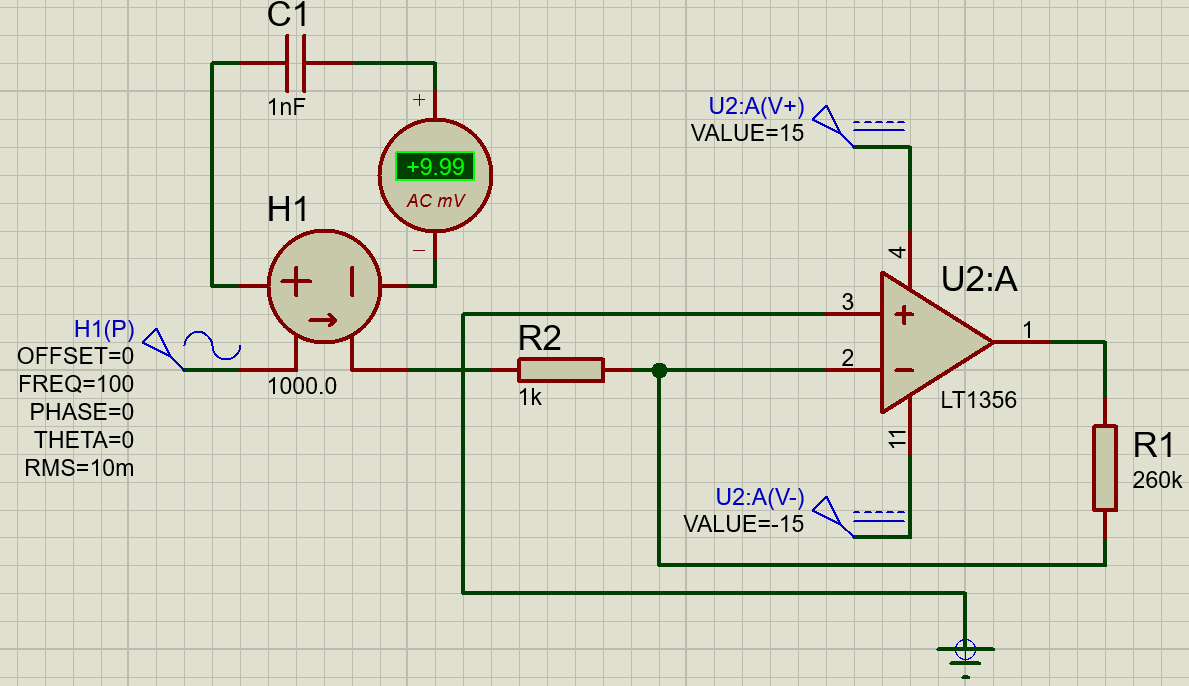 C1
1nF
+
+9.99
AC mV
−
H1
1000.0
H1(P)
OFFSET=0
FREQ=100
PHASE=0
THETA=0
RMS=10m
R2
1k
U2:A(V+)
VALUE=15
4
U2:A
3
2
1
LT1356
11
U2:A(V-)
VALUE=-15
R1
260k